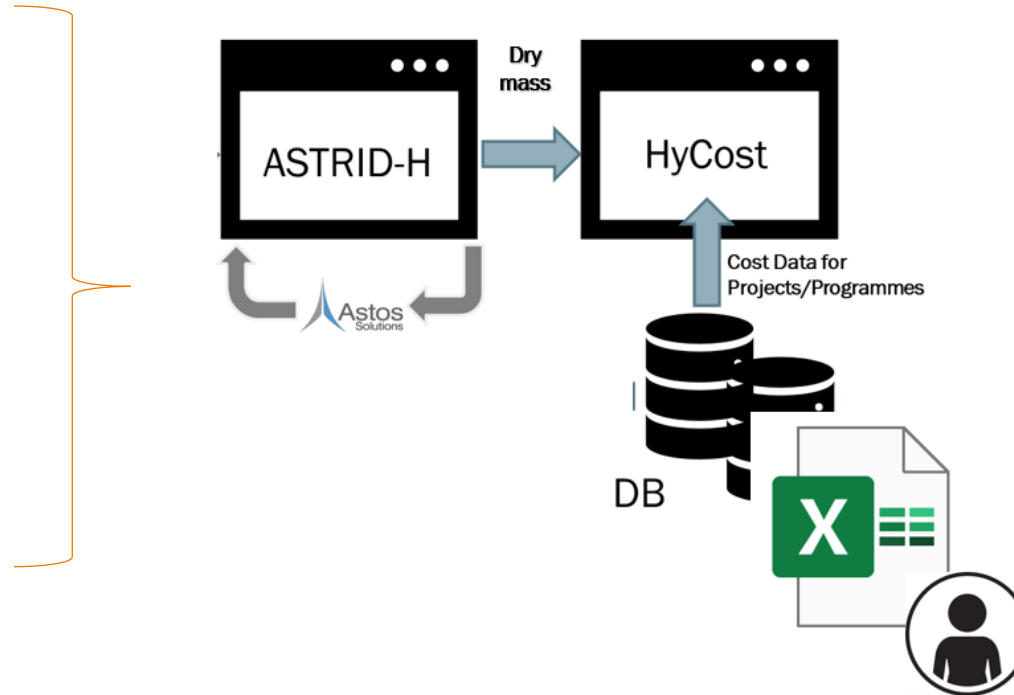 Dry
mass
ASTRID-H
HyCost
Cost Data for
Projects/Programmes
Astos
Solutions
DB
X